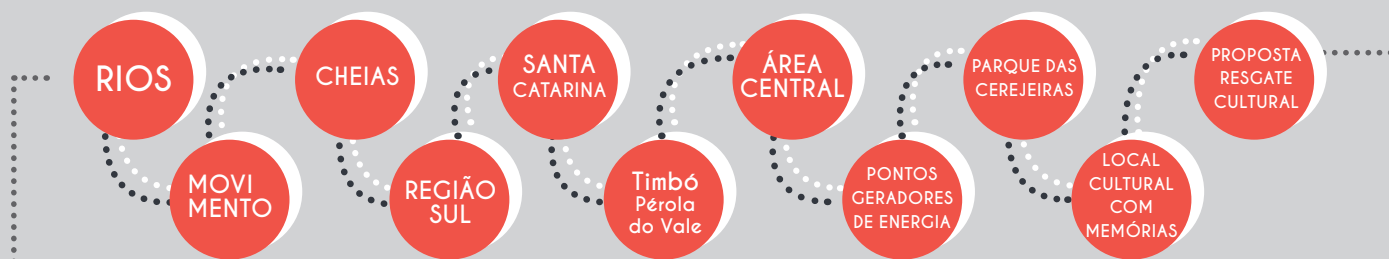 RIOS
MOVI
MENTO
CHEIAS
REGIÃO
SUL
SANTA
CATARINA
Timbó
Pérola
do Vale
ÁREA
CENTRAL
PONTOS
GERADORES
DE ENERGIA
PARQUE DAS
CEREJEIRAS
LOCAL
CULTURAL
COM
MEMÓRIAS
PROPOSTA
RESGATE
CULTURAL